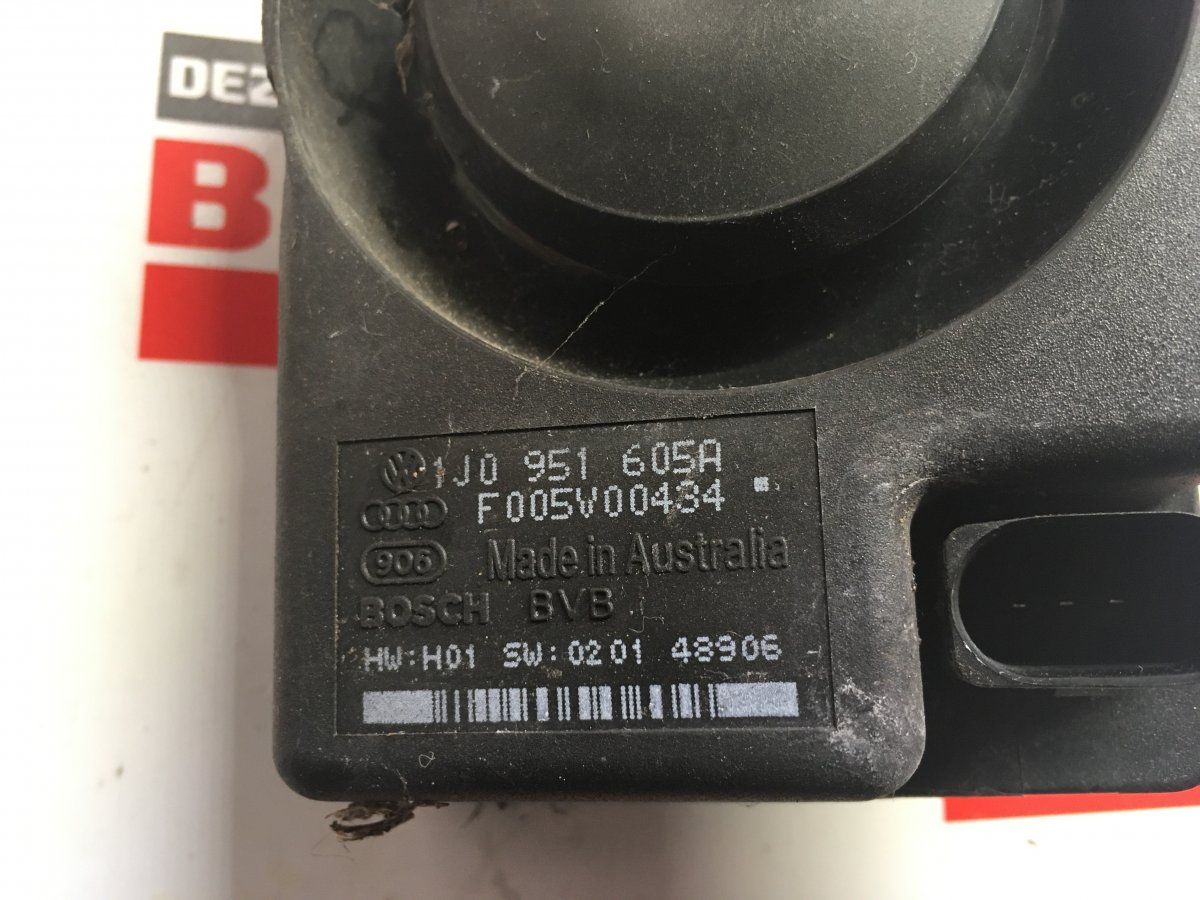 DEZ
B
1J0 951 605A
F005V00434
906 Made in Australia
BOSCH BVB
HW:H01 SW:0201 48906